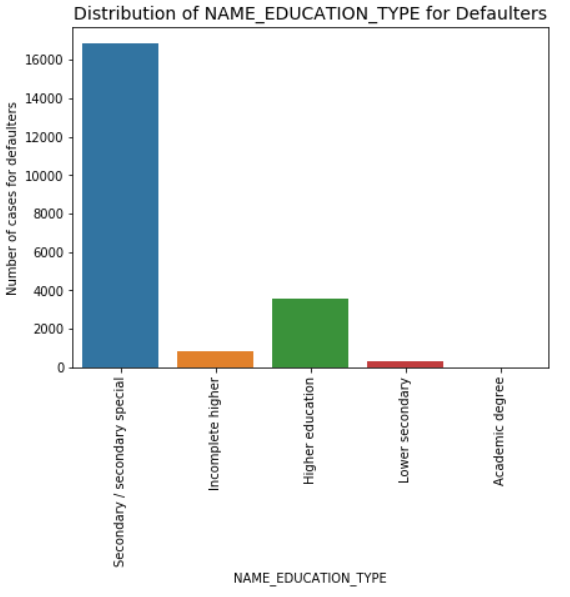 Distribution of NAME_EDUCATION_TYPE for Defaulters
Number of cases for defaulters
16000
14000
12000
10000
8000
6000
4000
2000
0
Secondary / secondary special
Incomplete higher
Higher education
Lower secondary
Academic degree
NAME_EDUCATION_TYPE